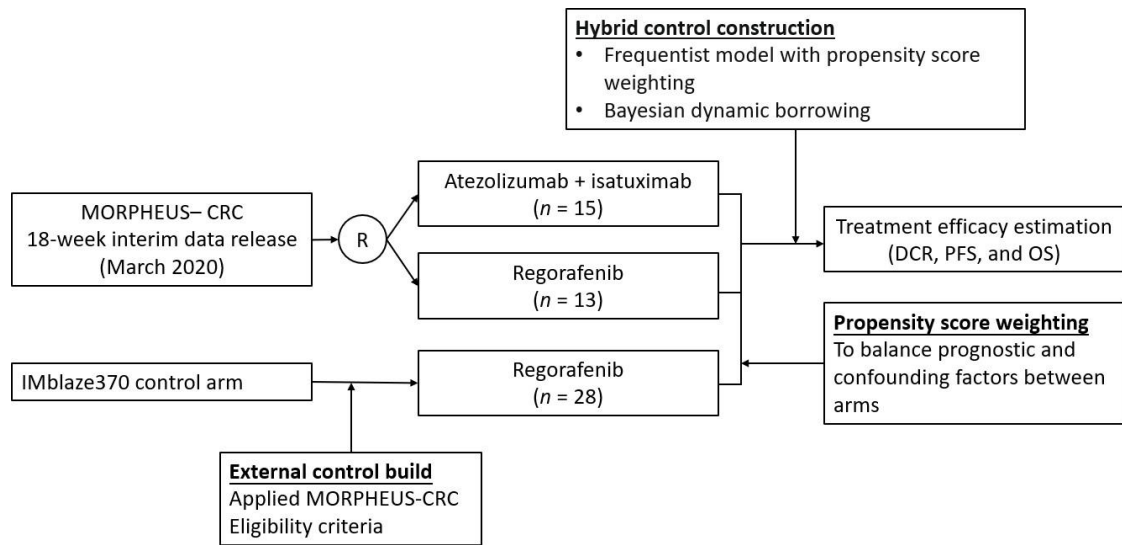 Hybrid control construction
• Frequentist model with propensity score
weighting
• Bayesian dynamic borrowing
MORPHEUS– CRC
18-week interim data release
(March 2020)
R
Atezolizumab + isatuximab
(n = 15)
Regorafenib
(n = 13)
Treatment efficacy estimation
(DCR, PFS, and OS)
Propensity score weighting
To balance prognostic and
confounding factors between
arms
IMblaze370 control arm
Regorafenib
(n = 28)
External control build
Applied MORPHEUS-CRC
Eligibility criteria